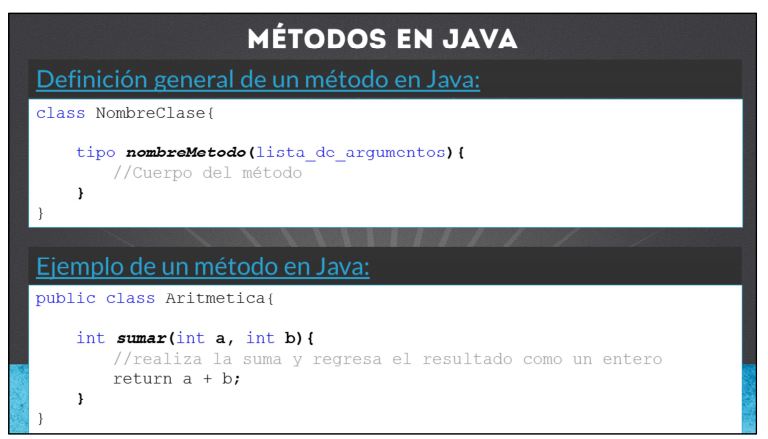 MÉTODOS EN JAVA
Definición general de un método en Java:
class NombreClase{
tipo nombreMetodo(lista_de_argumentos){
//Cuerpo del método
}
}
Ejemplo de un método en Java:
public class Aritmetica{
int sumar(int a, int b){
//realiza la suma y regresa el resultado como un entero
return a + b;
}
}